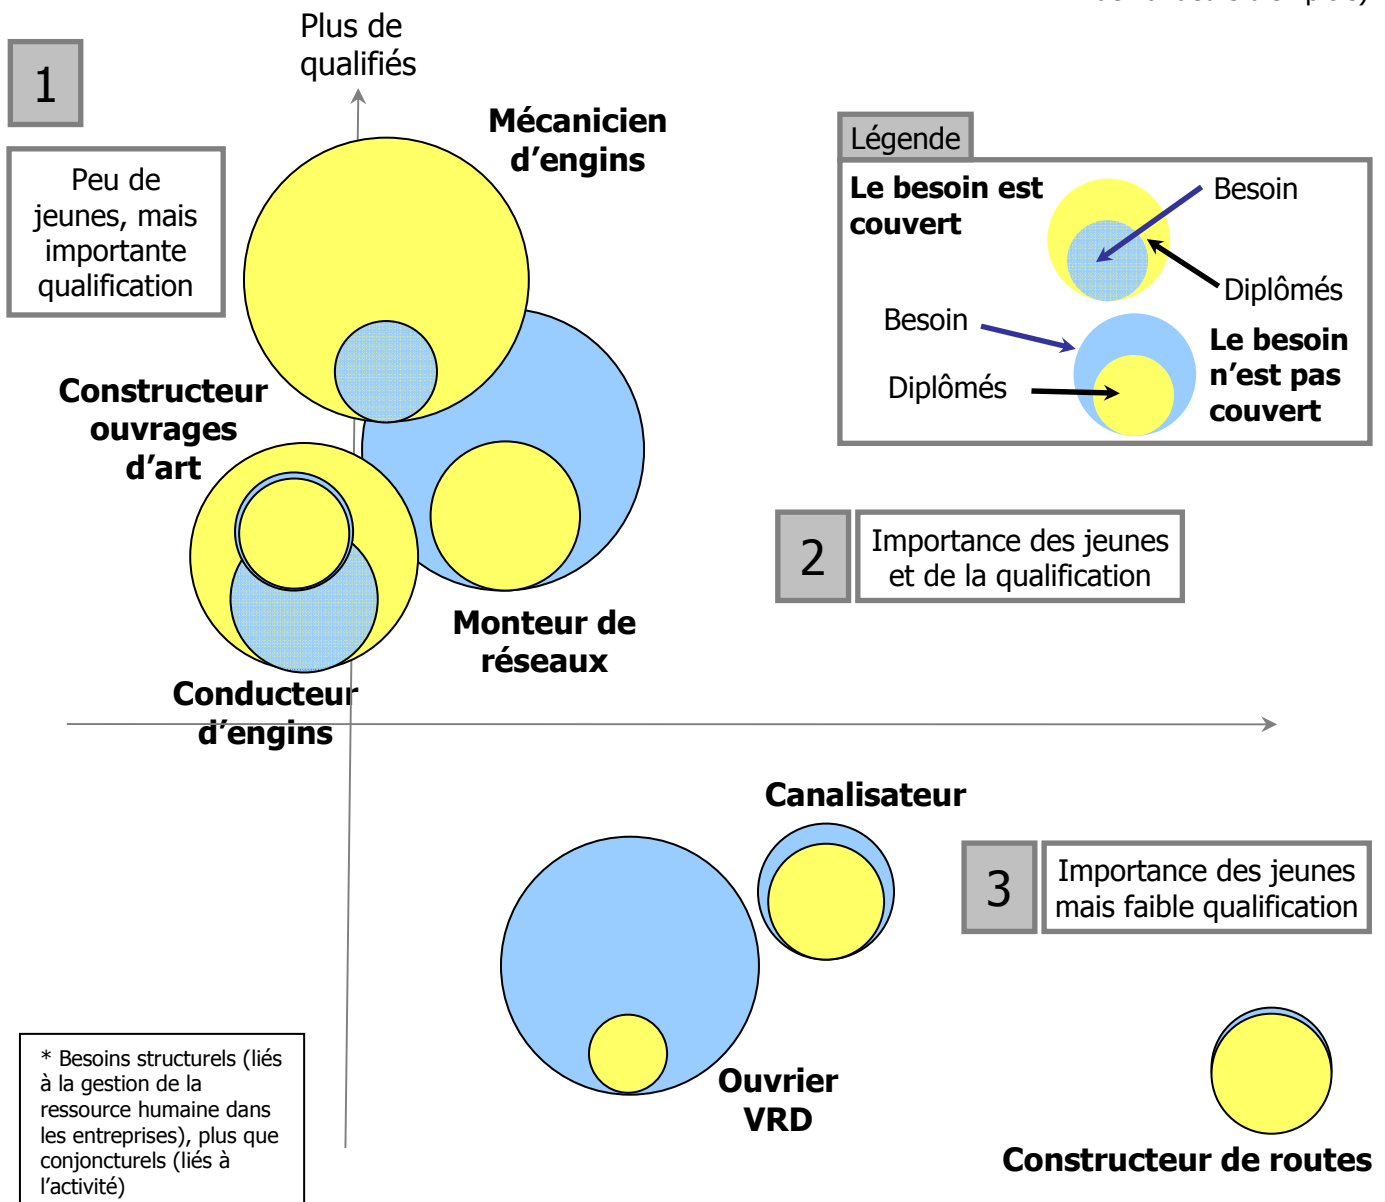 Plus de
qualifiés
1
Peu de
jeunes, mais
importante
qualification
Mécanicien
d’engins
Légende
Le besoin est
couvert
Besoin
Diplômés
Besoin
Diplômés
Le besoin
n’est pas
couvert
Constructeur
ouvrages
d’art
2
Importance des jeunes
et de la qualification
Monteur de
réseaux
Conducteur
d’engins
Canalisateur
3
Importance des jeunes
mais faible qualification
Ouvrier
VRD
Constructeur de routes
* Besoins structurels (liés
à la gestion de la
ressource humaine dans
les entreprises), plus que
conjoncturels (liés à
l’activité)